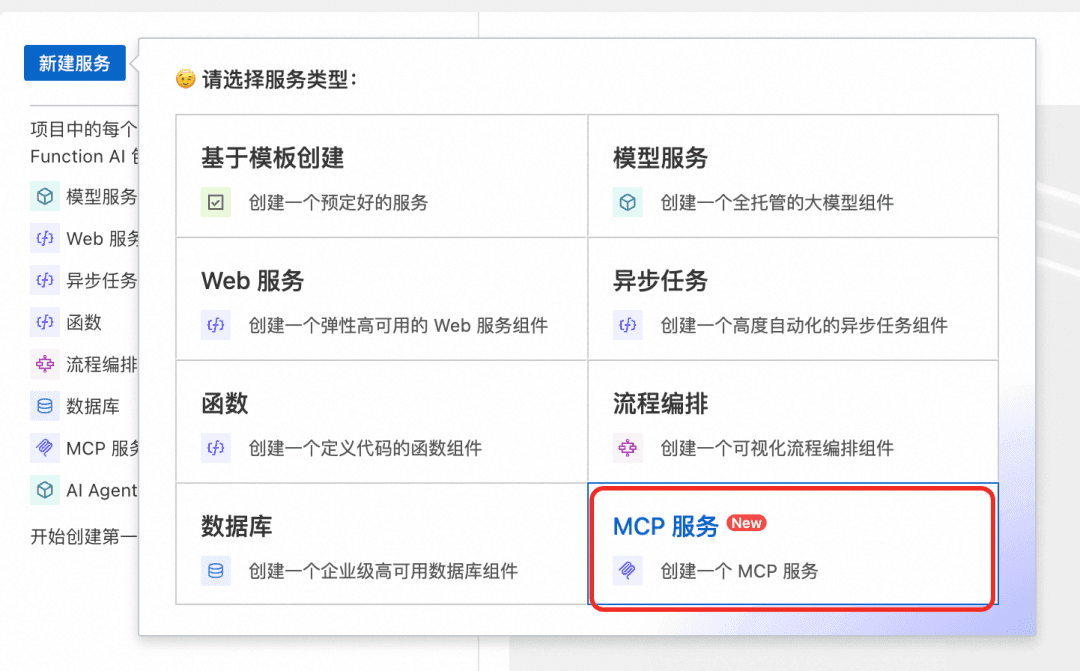 新建服务
项目中的每个
Function AI
模型服务
Web 服务
异步任务
函数
流程编排
数据库
MCP 服务
AI Agent
开始创建第一
请选择服务类型：
基于模板创建
创建一个预定好的服务
模型服务
创建一个全托管的大模型组件
Web 服务
创建一个弹性高可用的 Web 服务组件
异步任务
创建一个高度自动化的异步任务组件
函数
创建一个定义代码的函数组件
流程编排
创建一个可视化流程编排组件
数据库
创建一个企业级高可用数据库组件
MCP 服务 New
创建一个 MCP 服务